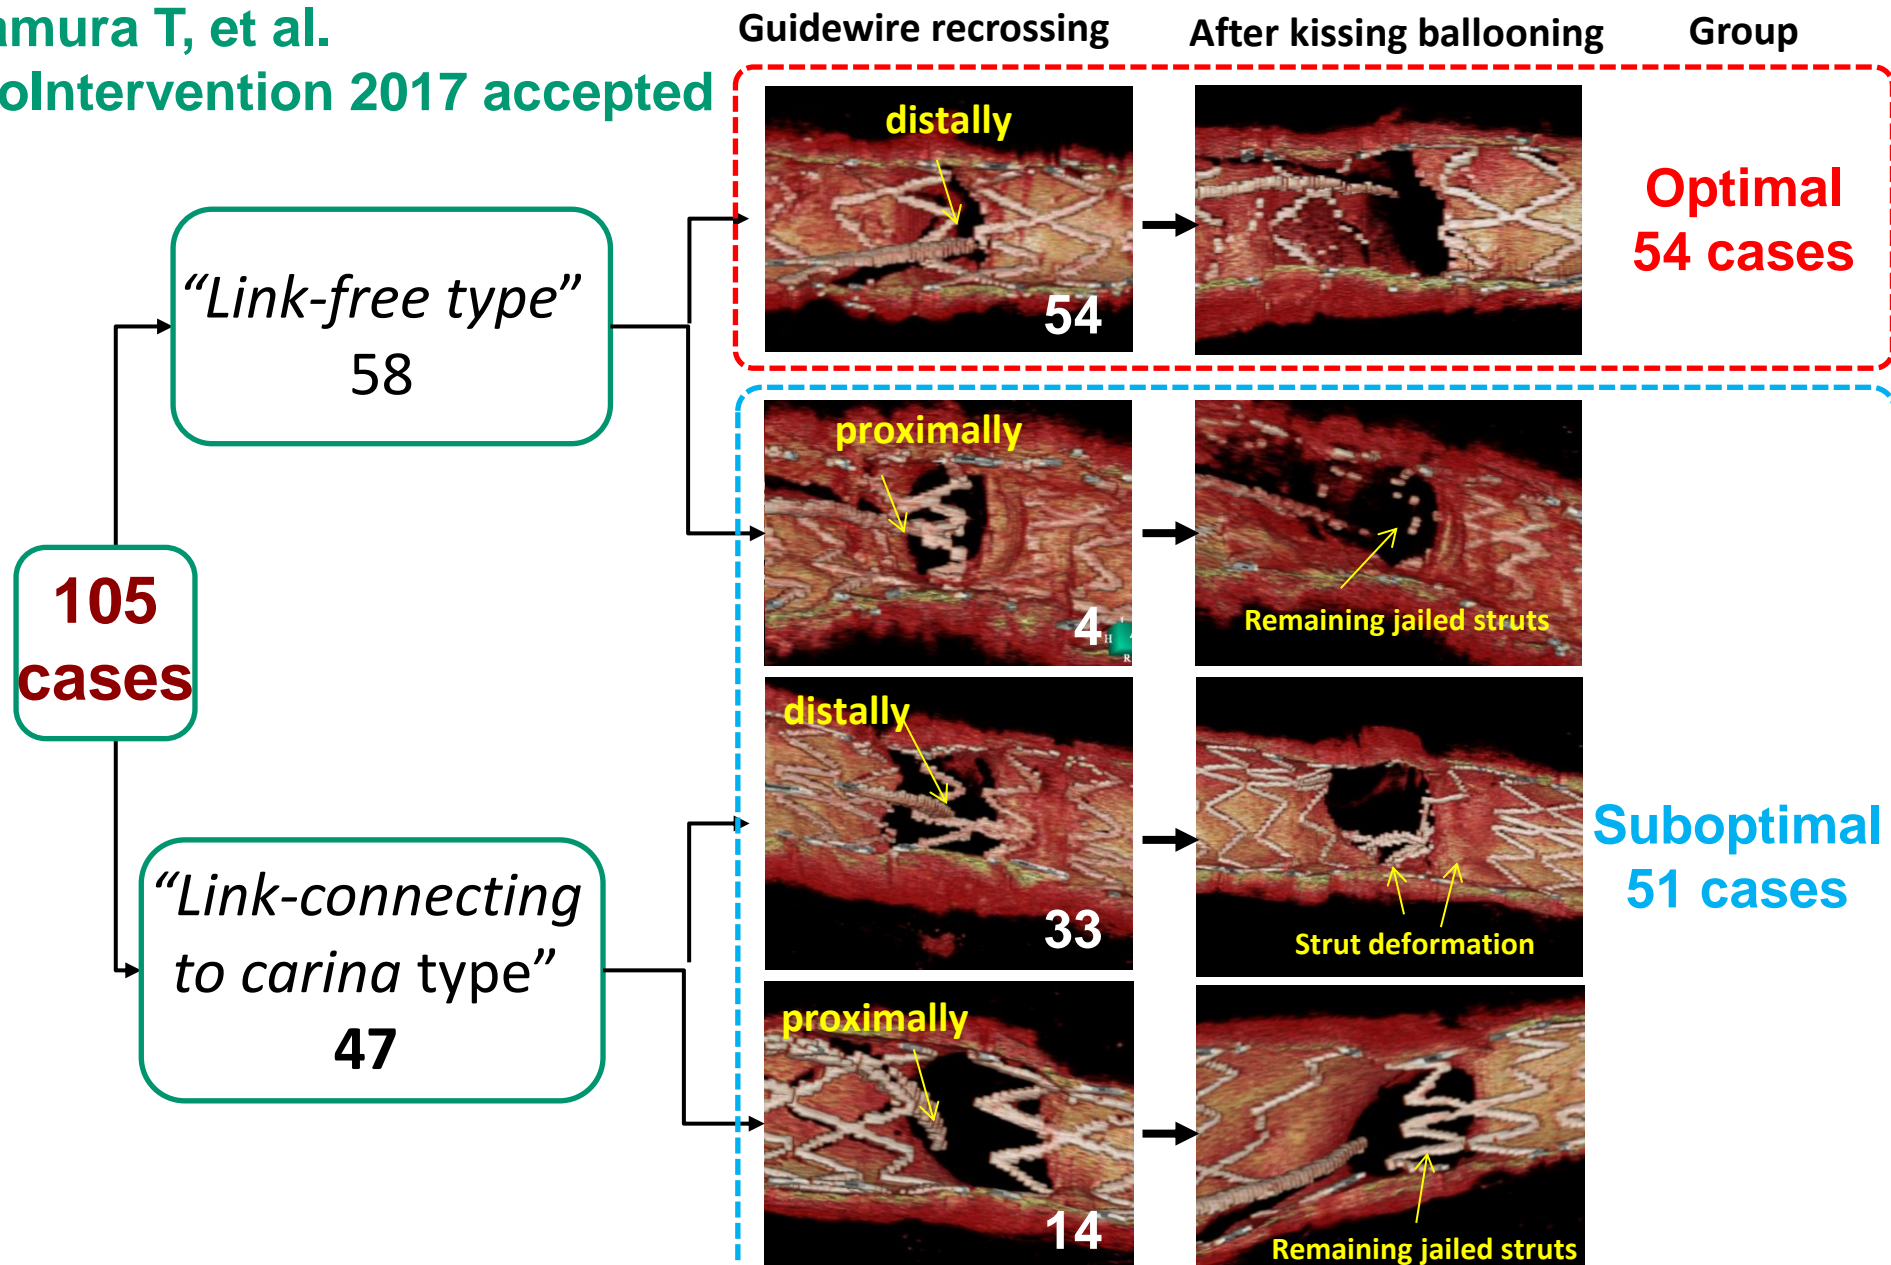 amura T, et al.
oIntervention 2017 accepted
Guidewire recrossing
After kissing ballooning
Group
distally
54
Optimal
54 cases
“Link-free type”
58
proximally
4
H
R
Remaining jailed struts
105
cases
distally
33
Strut deformation
Suboptimal
51 cases
“Link-connecting
to carina type”
47
proximally
14
Remaining jailed struts